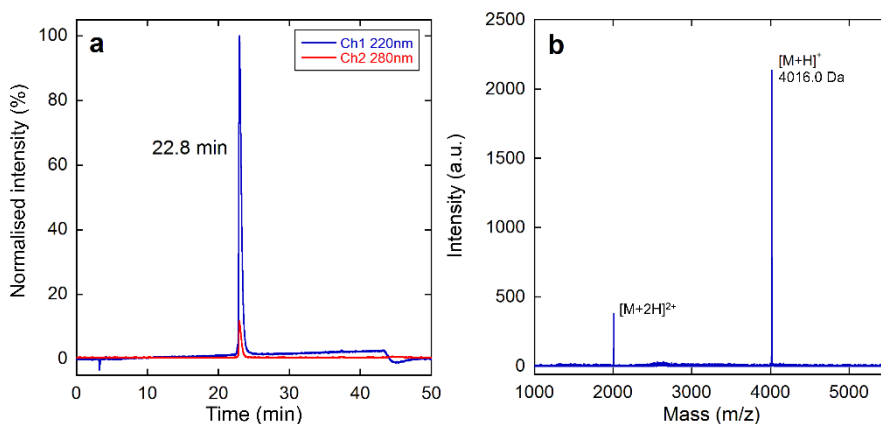 a
Ch1 220nm
Ch2 280nm
22.8 min
Normalised intensity (%)
100
80
60
40
20
0
0 10 20 30 40 50
Time (min)
b
[M+H]⁺
4016.0 Da
[M+2H]²⁺
Intensity (a.u.)
2500
2000
1500
1000
500
0
1000 2000 3000 4000 5000
Mass (m/z)